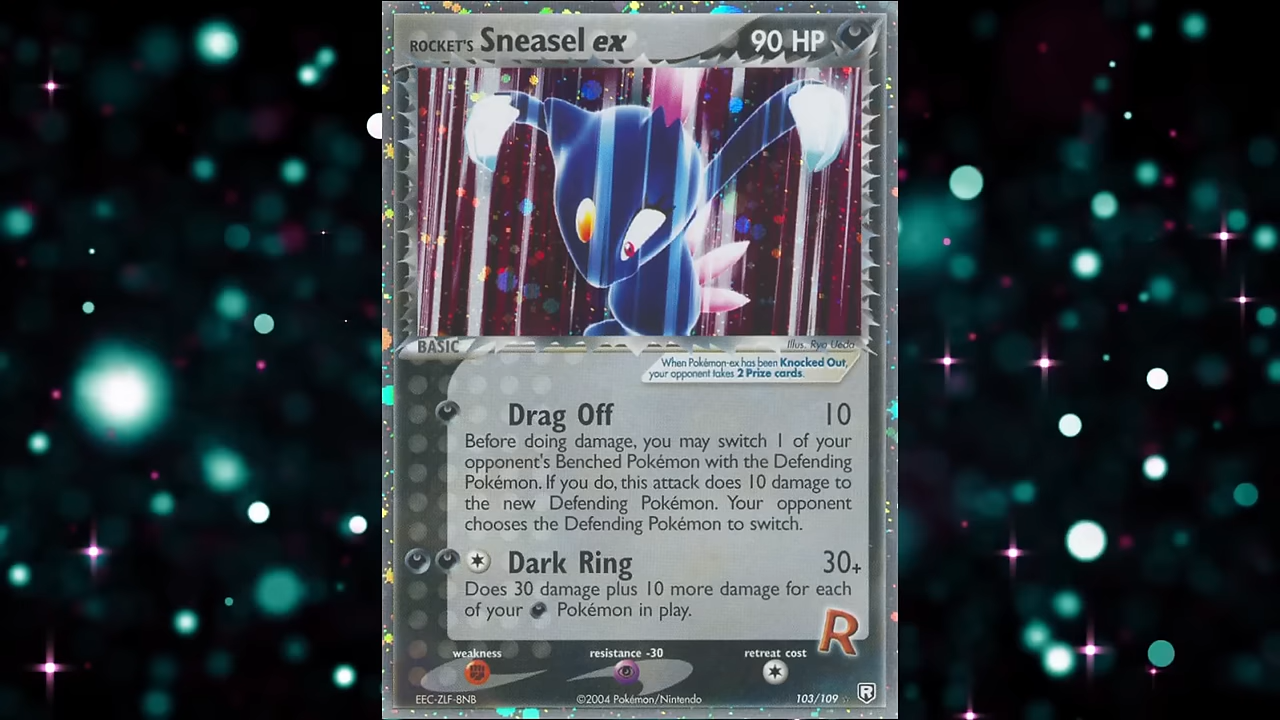 ROCKET'S Sneasel ex 90 HP
BASIC
Illus. Ryo Ueda
When Pokémon-ex has been Knocked Out,
your opponent takes 2 Prize cards.
Drag Off 10
Before doing damage, you may switch 1 of your
opponent's Benched Pokémon with the Defending
Pokémon. If you do, this attack does 10 damage to
the new Defending Pokémon. Your opponent
chooses the Defending Pokémon to switch.
Dark Ring 30+
Does 30 damage plus 10 more damage for each
of your Pokémon in play.
R
weakness resistance -30 retreat cost
EEC-ZLF-8NB ©2004 Pokémon/Nintendo 103/109
R